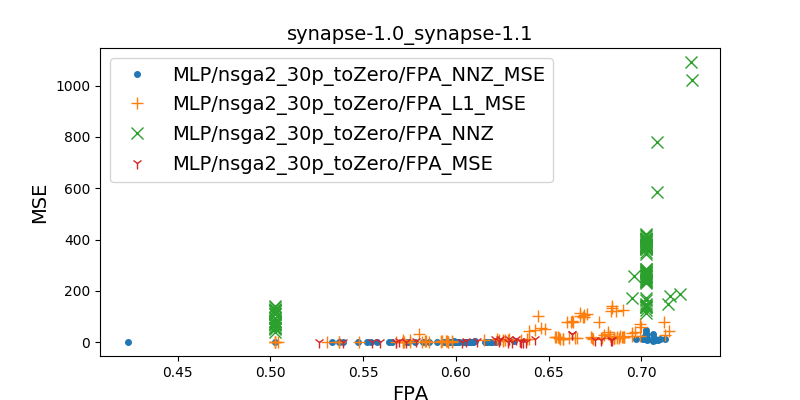 synapse-1.0_synapse-1.1
MLP/nsga2_30p_toZero/FPA_NNZ_MSE
MLP/nsga2_30p_toZero/FPA_L1_MSE
MLP/nsga2_30p_toZero/FPA_NNZ
MLP/nsga2_30p_toZero/FPA_MSE
MSE
1000
800
600
400
200
0
0.45 0.50 0.55 0.60 0.65 0.70
FPA